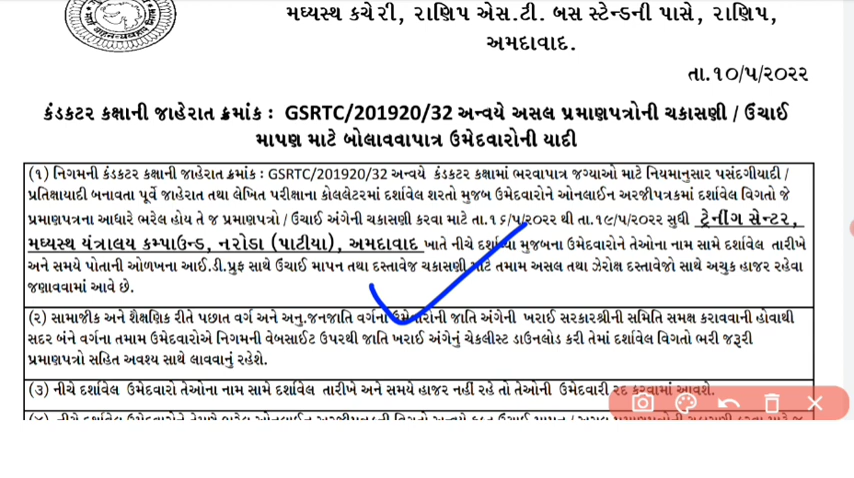 મધ્યસ્થ કચેરી, રાણિપ એસ.ટી. બસ સ્ટેન્ડની પાસે, રાણિપ,
અમદાવાદ.
તા.૧૦/૫/૨૦૨૨
કંડકટર કક્ષાની જાહેરાત ક્રમાંક : GSRTC/201920/32 અન્વયે અસલ પ્રમાણપત્રોની ચકાસણી / ઉંચાઈ
માપણ માટે બોલાવવાપાત્ર ઉમેદવારોની યાદી
(૧) નિગમની કંડકટર કક્ષાની જાહેરાત ક્રમાંક : GSRTC/201920/32 અન્વયે કંડકટર કક્ષામાં ભરવાપાત્ર જગ્યાઓ માટે નિયમાનુસાર પસંદગીયાદી /
પ્રતિક્ષાયાદી બનાવતા પૂર્વે જાહેરાત તથા લેખિત પરીક્ષાના કોલલેટરમાં દર્શાવેલ શરતો મુજબ ઉમેદવારોને ઓનલાઈન અરજીપત્રકમાં દર્શાવેલ વિગતો જે
પ્રમાણપત્રના આધારે ભરેલ હોય તે જ પ્રમાણપત્રો / ઉંચાઈ અંગેની ચકાસણી કરવા માટે તા.૧૬/૫/૨૦૨૨ થી તા.૧૯/૫/૨૦૨૨ સુધી ટ્રેનીંગ સેન્ટર,
મધ્યસ્થ યંત્રાલય કમ્પાઉન્ડ, નરોડા (પાટીયા), અમદાવાદ ખાતે નીચે દર્શાવ્યા મુજબના ઉમેદવારોને તેઓના નામ સામે દર્શાવેલ તારીખે
અને સમયે પોતાની ઓળખના આઈ.ડી.પ્રુફ સાથે ઉંચાઈ માપન તથા દસ્તાવેજ ચકાસણી માટે તમામ અસલ તથા ઝેરોક્ષ દસ્તાવેજો સાથે અચુક હાજર રહેવા
જણાવવામાં આવે છે.
(૨) સામાજીક અને શૈક્ષણિક રીતે પછાત વર્ગ અને અનુ.જનજાતિ વર્ગના ઉમેદવારોની જાતિ અંગેની ખરાઈ સરકારશ્રીની સમિતિ સમક્ષ કરાવવાની હોવાથી
સદર બંને વર્ગના તમામ ઉમેદવારોએ નિગમની વેબસાઈટ ઉપરથી જાતિ ખરાઈ અંગેનું ચેકલીસ્ટ ડાઉનલોડ કરી તેમાં દર્શાવેલ વિગતો ભરી જરૂરી
પ્રમાણપત્રો સહિત અવશ્ય સાથે લાવવાનું રહેશે.
(૩) નીચે દર્શાવેલ ઉમેદવારો તેઓના નામ સામે દર્શાવેલ તારીખે અને સમયે હાજર નહીં રહે તો તેઓની ઉમેદવારી રદ કરવામાં આવશે.